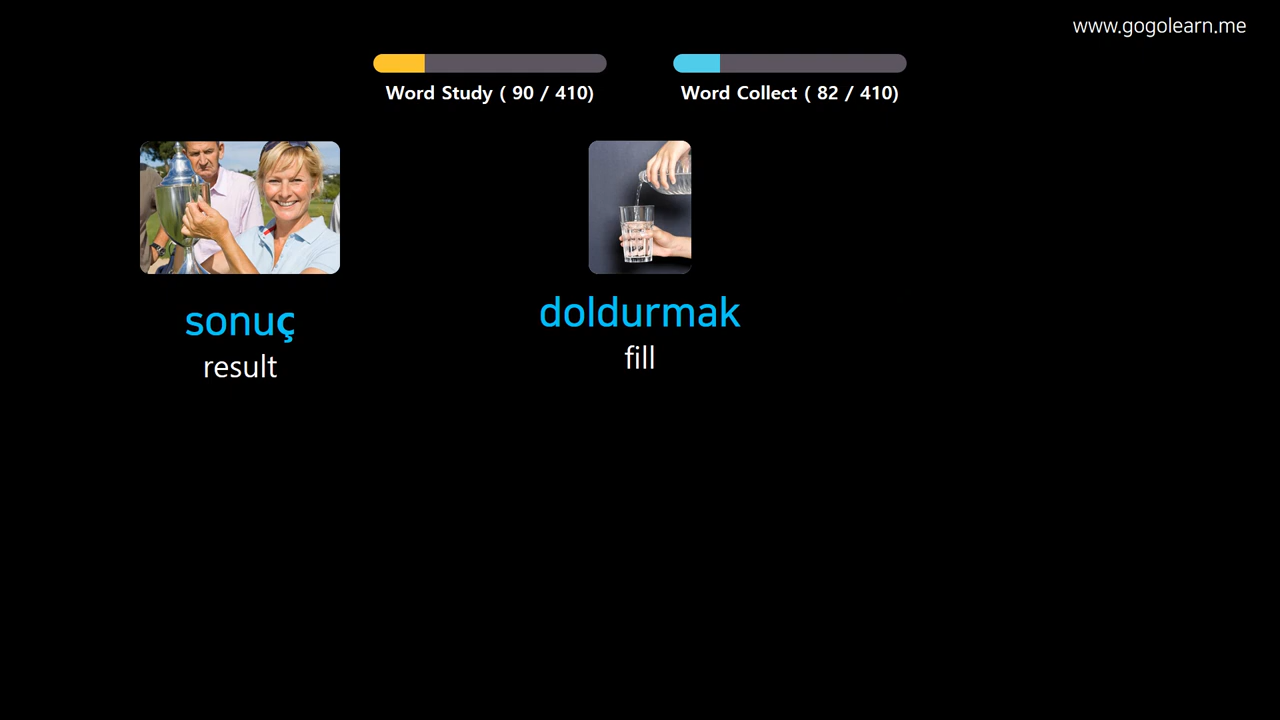 www.gogolearn.me
Word Study ( 90 / 410)
Word Collect ( 82 / 410)
sonuç
result
doldurmak
fill